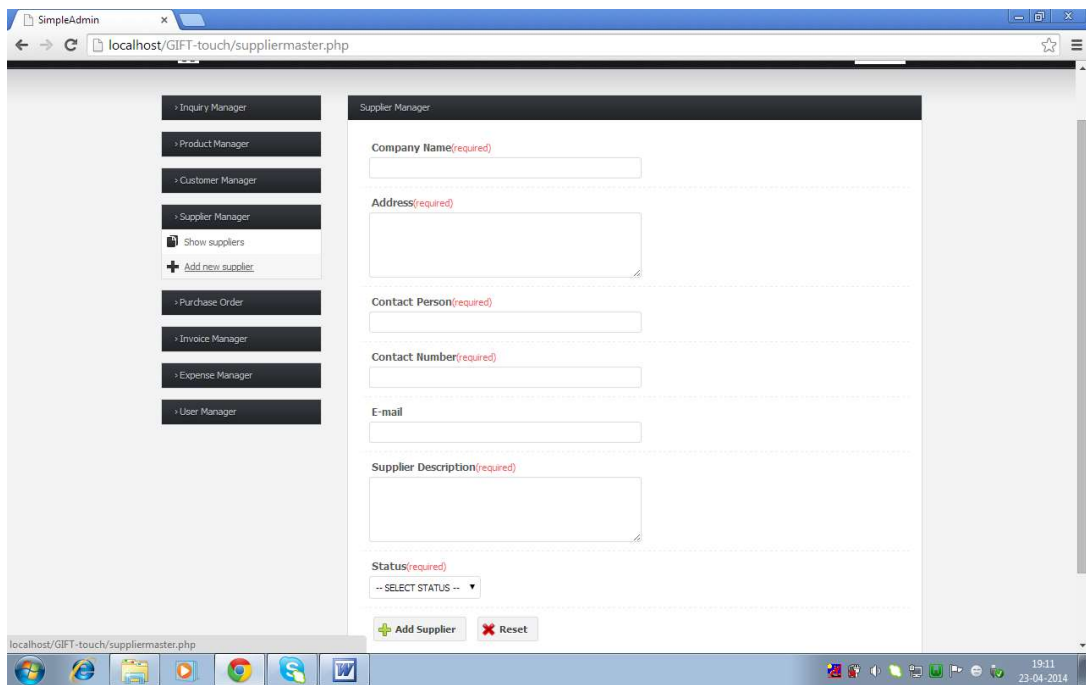 SimpleAdmin
localhost/GIFT-touch/suppliermaster.php
› Inquiry Manager
› Product Manager
› Customer Manager
› Supplier Manager
Show suppliers
Add new supplier
› Purchase Order
› Invoice Manager
› Expense Manager
› User Manager
Supplier Manager
Company Name(required)
Address(required)
Contact Person(required)
Contact Number(required)
E-mail
Supplier Description(required)
Status(required)
-- SELECT STATUS --
Add Supplier
Reset
localhost/GIFT-touch/suppliermaster.php
19:11
23-04-2014